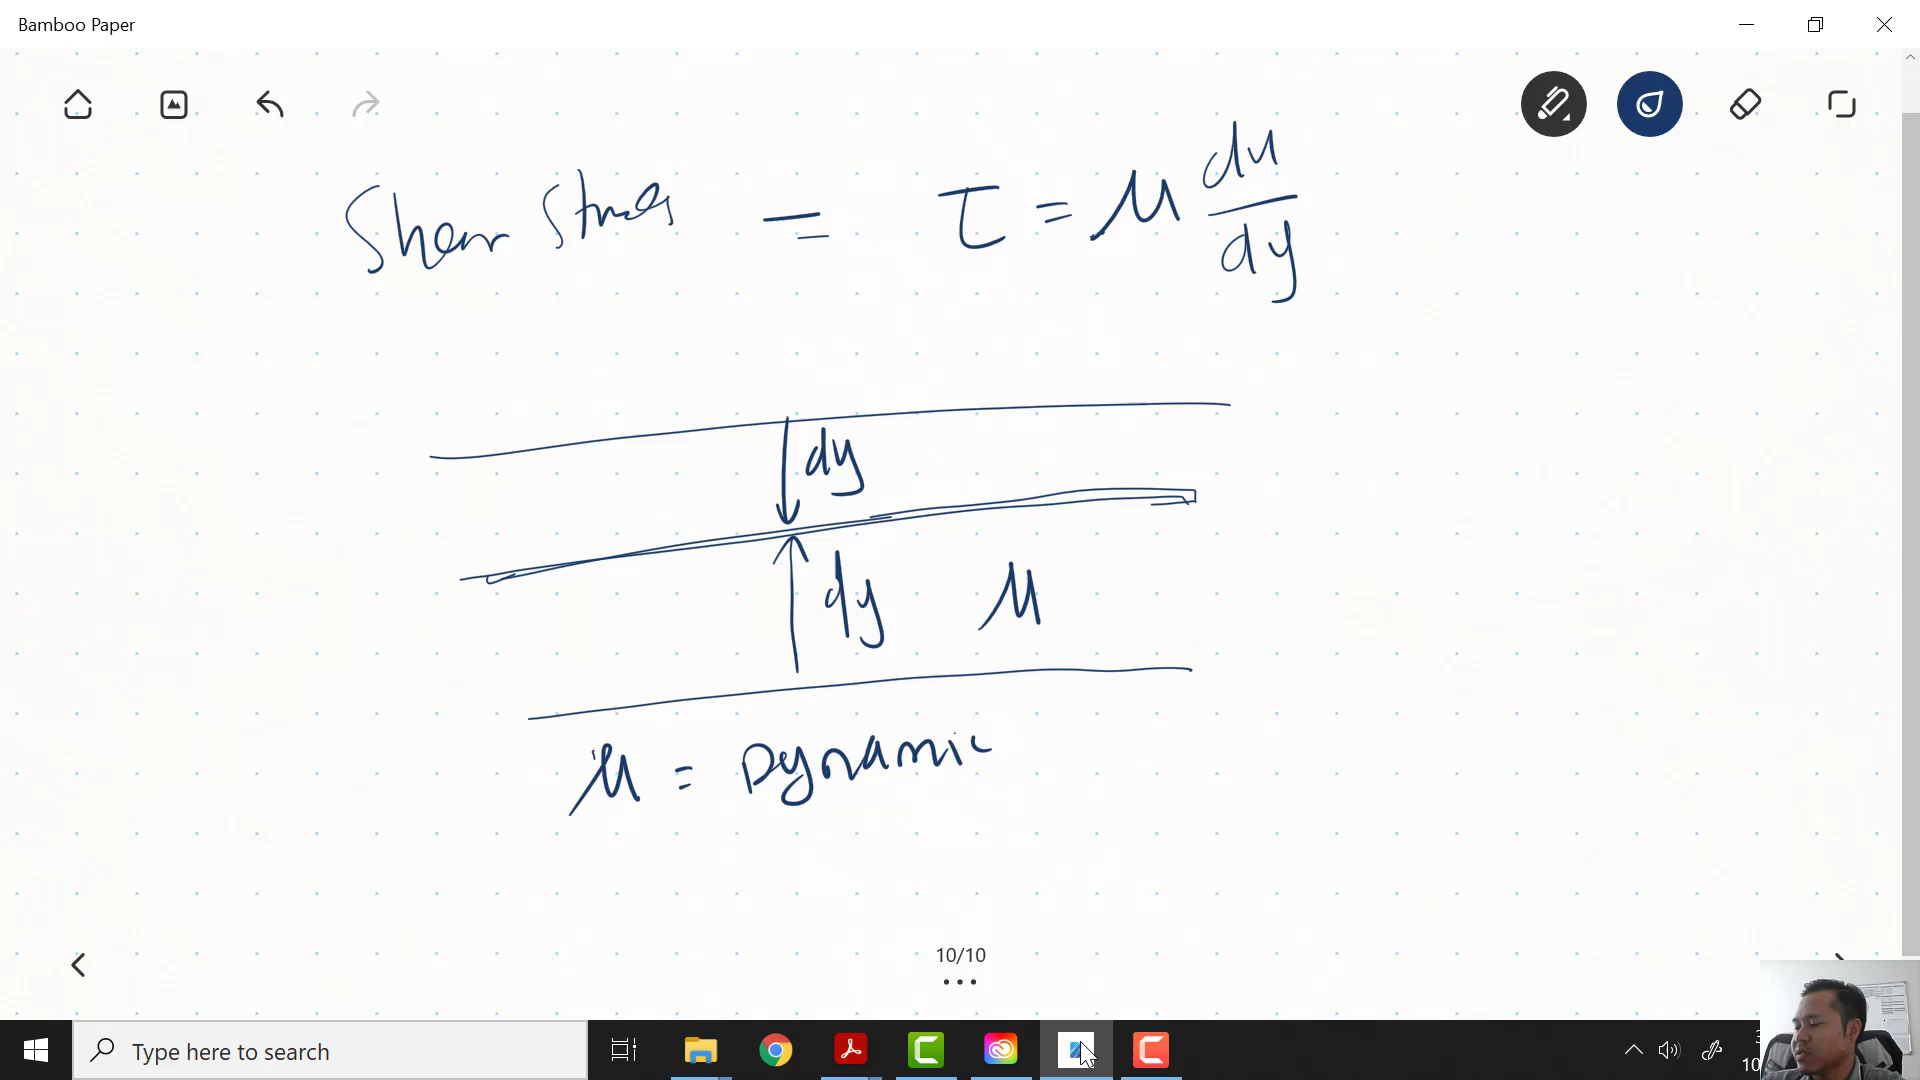 Bamboo Paper
Shear Stress = τ = μ du/dy
dy
dy μ
μ = Dynamic
10/10
Type here to search